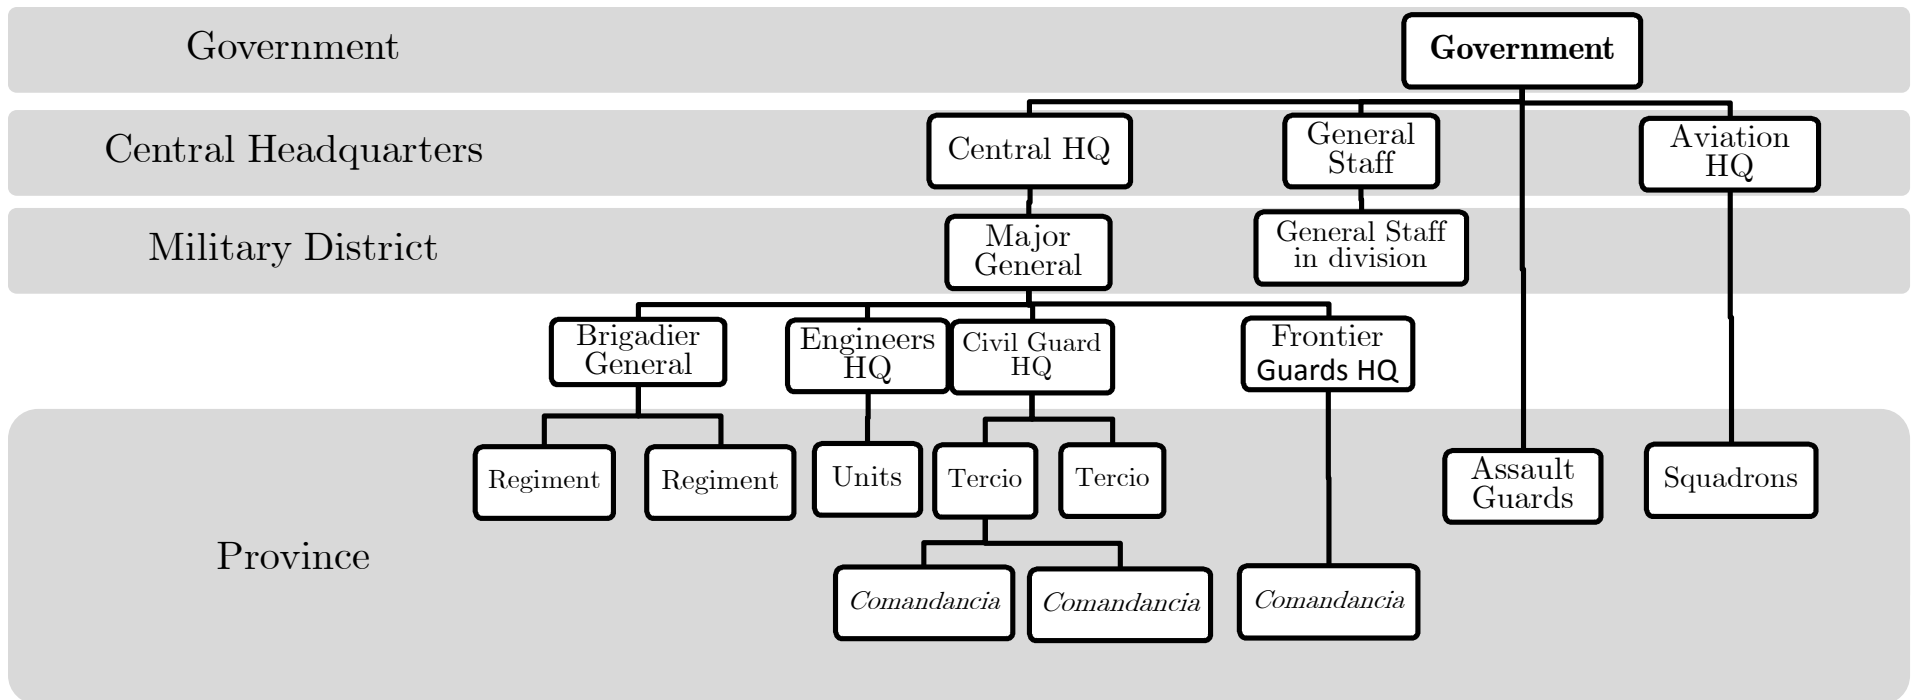 Government
Government
Central Headquarters
Central HQ
General
Staff
Aviation
HQ
Military District
Major
General
General Staff
in division
Brigadier
General
Engineers
HQ
Civil Guard
HQ
Frontier
Guards HQ
Province
Regiment
Regiment
Units
Tercio
Tercio
Assault
Guards
Squadrons
Comandancia
Comandancia
Comandancia